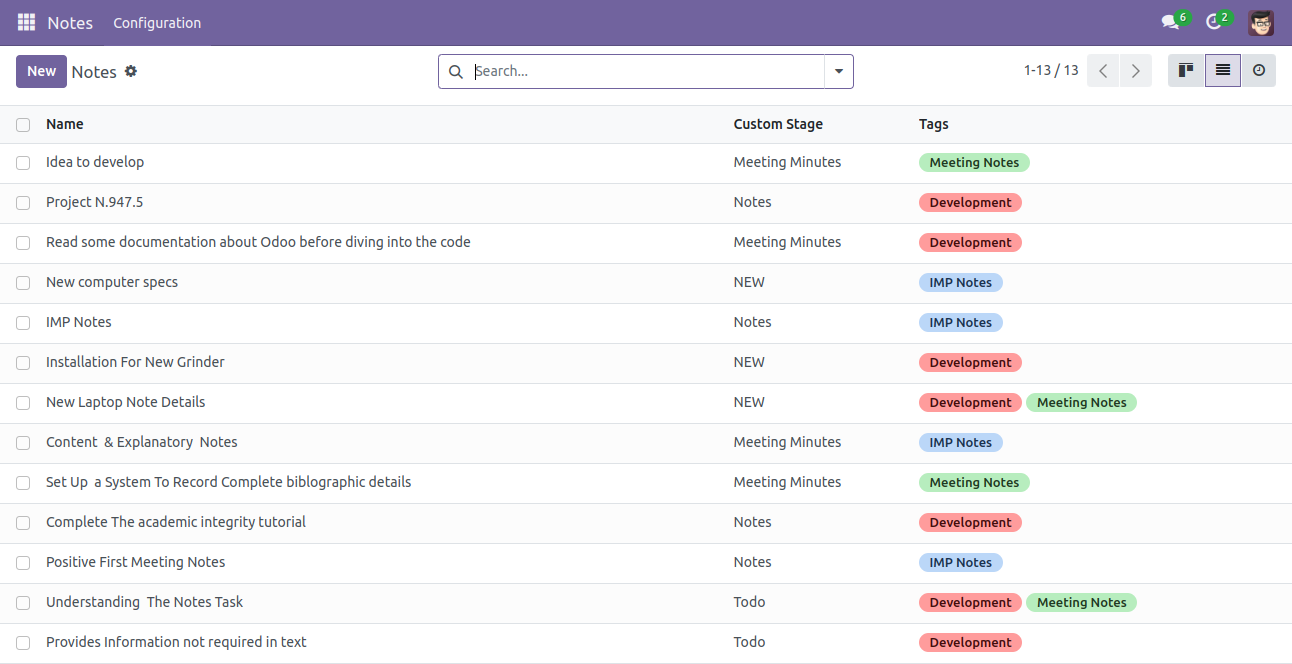 Notes Configuration 6 2
New Notes Search... 1-13 / 13
Name Custom Stage Tags
Idea to develop Meeting Minutes Meeting Notes
Project N.947.5 Notes Development
Read some documentation about Odoo before diving into the code Meeting Minutes Development
New computer specs NEW IMP Notes
IMP Notes Notes IMP Notes
Installation For New Grinder NEW Development
New Laptop Note Details NEW Development Meeting Notes
Content & Explanatory Notes Meeting Minutes IMP Notes
Set Up a System To Record Complete biblographic details Meeting Minutes Meeting Notes
Complete The academic integrity tutorial Notes Development
Positive First Meeting Notes Notes IMP Notes
Understanding The Notes Task Todo Development Meeting Notes
Provides Information not required in text Todo Development